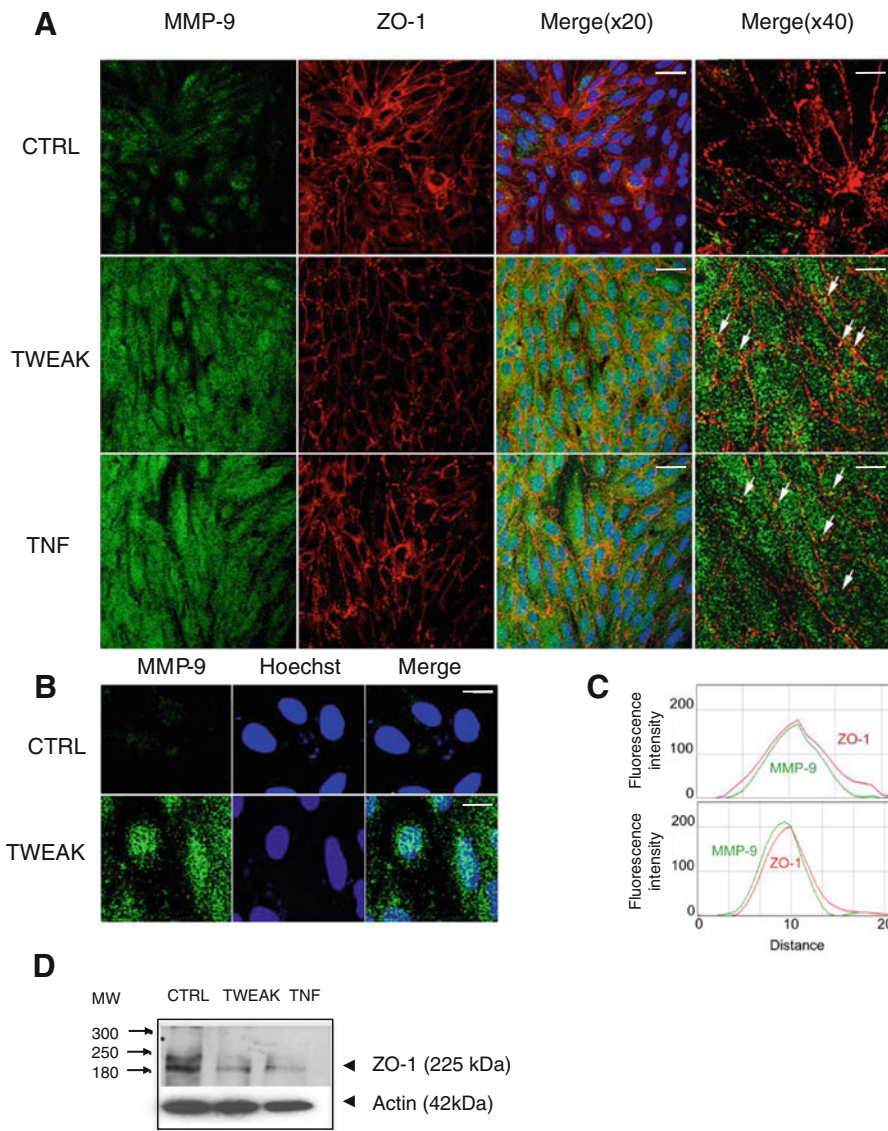 A
MMP-9 ZO-1 Merge(x20) Merge(x40)
CTRL
TWEAK
TNF
B
MMP-9 Hoechst Merge
CTRL
TWEAK
C
Fluorescence
intensity
200
100
0
ZO-1
MMP-9
Fluorescence
intensity
200
100
0
MMP-9
ZO-1
0 10 20
Distance
D
MW CTRL TWEAK TNF
300
250
180
ZO-1 (225 kDa)
Actin (42kDa)